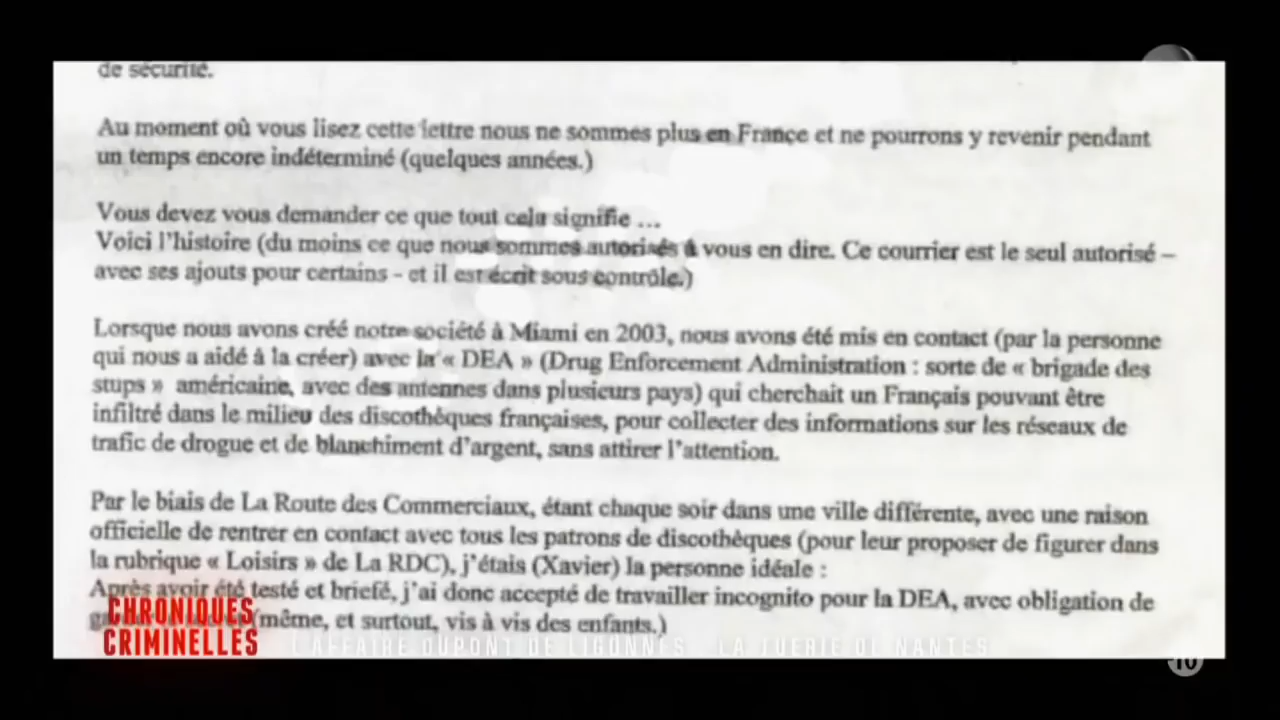 de sécurité.
Au moment où vous lisez cette lettre nous ne sommes plus en France et ne pourrons y revenir pendant
un temps encore indéterminé (quelques années.)
Vous devez vous demander ce que tout cela signifie ...
Voici l'histoire (du moins ce que nous sommes autorisés à vous en dire. Ce courrier est le seul autorisé –
avec ses ajouts pour certains - et il est écrit sous contrôle.)
Lorsque nous avons créé notre société à Miami en 2003, nous avons été mis en contact (par la personne
qui nous a aidé à la créer) avec la « DEA » (Drug Enforcement Administration : sorte de « brigade des
stups » américaine, avec des antennes dans plusieurs pays) qui cherchait un Français pouvant être
infiltré dans le milieu des discothèques françaises, pour collecter des informations sur les réseaux de
trafic de drogue et de blanchiment d'argent, sans attirer l'attention.
Par le biais de La Route des Commerciaux, étant chaque soir dans une ville différente, avec une raison
officielle de rentrer en contact avec tous les patrons de discothèques (pour leur proposer de figurer dans
la rubrique « Loisirs » de La RDC), j'étais (Xavier) la personne idéale :
Après avoir été testé et briefé, j'ai donc accepté de travailler incognito pour la DEA, avec obligation de
(même, et surtout, vis à vis des enfants.)
CHRONIQUES
CRIMINELLES
L'AFFAIRE DUPONT DE LIGONNÈS : LA TUERIE DE NANTES
10